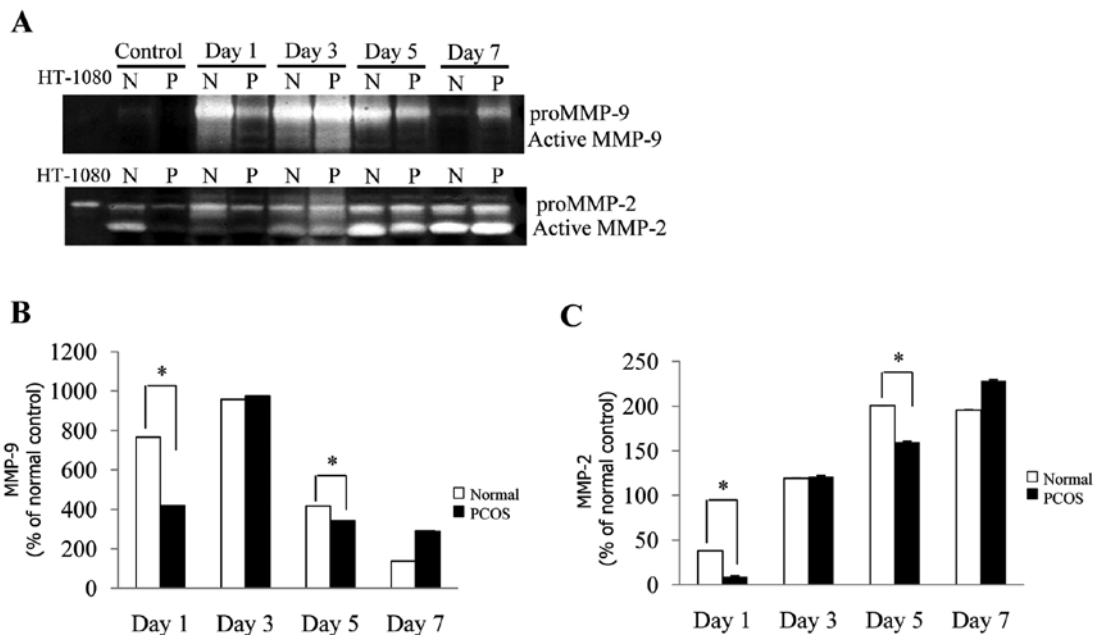 A
Control Day 1 Day 3 Day 5 Day 7
HT-1080 N P N P N P N P N P
proMMP-9
Active MMP-9
HT-1080 N P N P N P N P N P
proMMP-2
Active MMP-2
B
MMP-9
(% of normal control)
1200
1000
800
600
400
200
0
*
*
Normal
PCOS
Day 1 Day 3 Day 5 Day 7
C
MMP-2
(% of normal control)
250
200
150
100
50
0
*
*
Normal
PCOS
Day 1 Day 3 Day 5 Day 7